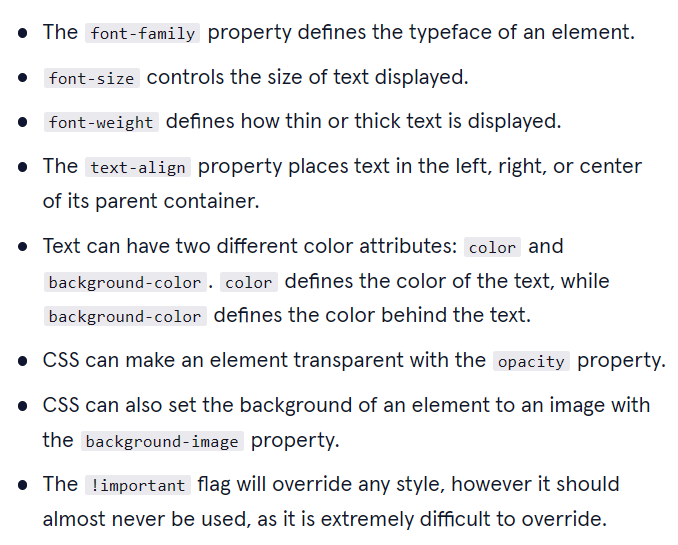 The font-family property defines the typeface of an element.
font-size controls the size of text displayed.
font-weight defines how thin or thick text is displayed.
The text-align property places text in the left, right, or center
of its parent container.
Text can have two different color attributes: color and
background-color. color defines the color of the text, while
background-color defines the color behind the text.
CSS can make an element transparent with the opacity property.
CSS can also set the background of an element to an image with
the background-image property.
The !important flag will override any style, however it should
almost never be used, as it is extremely difficult to override.